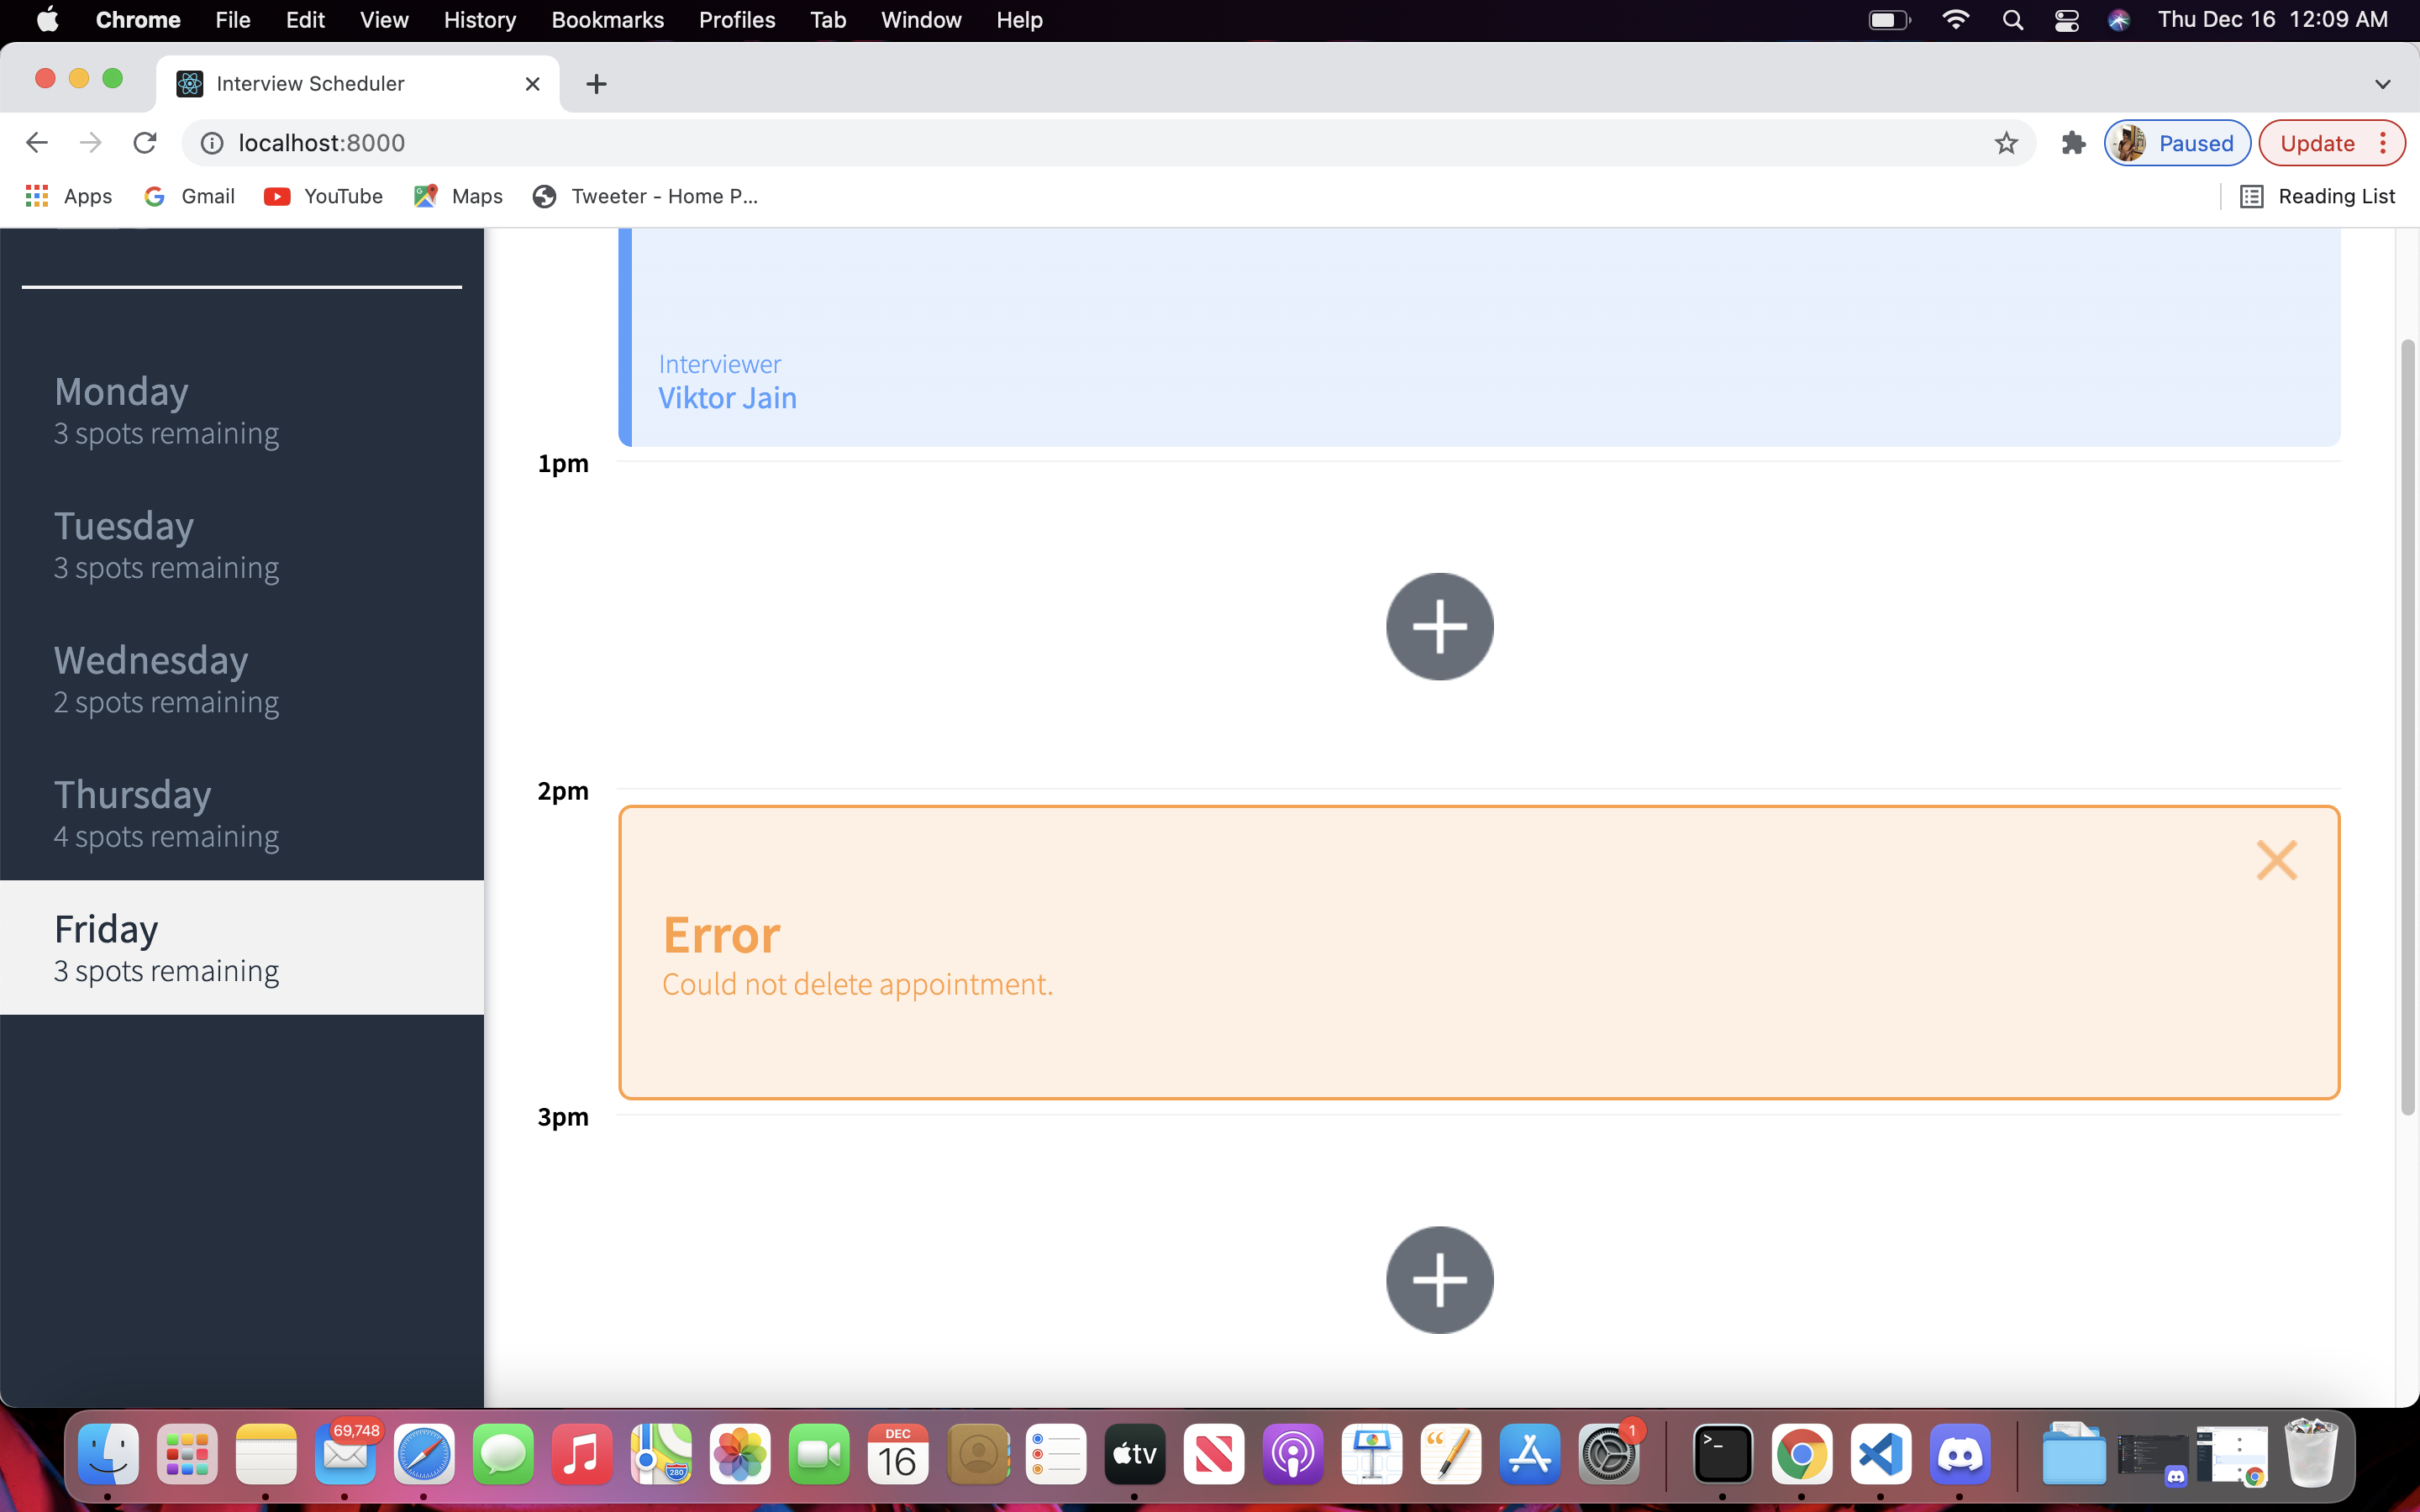 Chrome File Edit View History Bookmarks Profiles Tab Window Help Thu Dec 16 12:09 AM
Interview Scheduler
localhost:8000 Paused Update
Apps Gmail YouTube Maps Tweeter - Home P... Reading List
Interviewer
Viktor Jain
Monday
3 spots remaining
1pm
Tuesday
3 spots remaining
Wednesday
2 spots remaining
2pm
Thursday
4 spots remaining
Friday
3 spots remaining
Error
Could not delete appointment.
3pm
69,748
DEC
16
tv
1
280